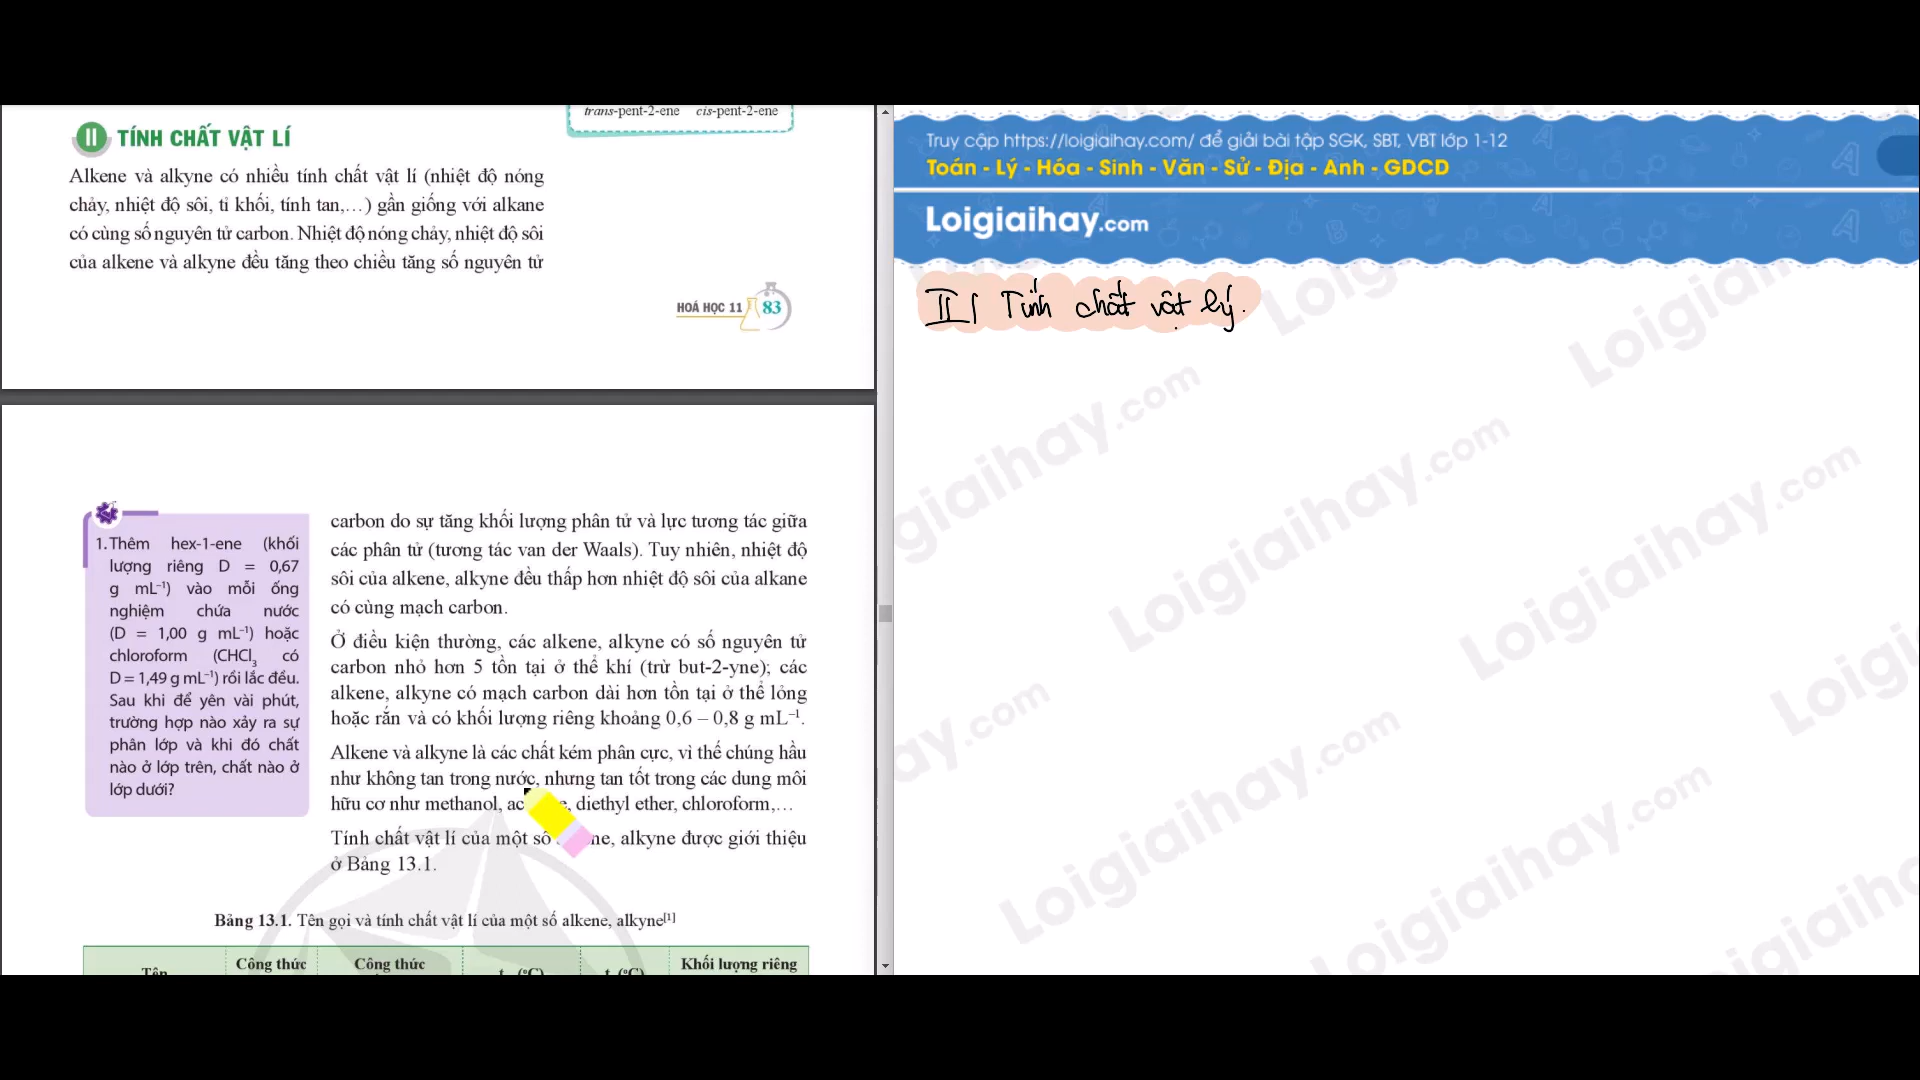 trans-pent-2-ene cis-pent-2-ene
II TÍNH CHẤT VẬT LÍ
Alkene và alkyne có nhiều tính chất vật lí (nhiệt độ nóng
chảy, nhiệt độ sôi, tỉ khối, tính tan,…) gần giống với alkane
có cùng số nguyên tử carbon. Nhiệt độ nóng chảy, nhiệt độ sôi
của alkene và alkyne đều tăng theo chiều tăng số nguyên tử
HOÁ HỌC 11 83
1. Thêm hex-1-ene (khối
lượng riêng D = 0,67
g mL⁻¹) vào mỗi ống
nghiệm chứa nước
(D = 1,00 g mL⁻¹) hoặc
chloroform (CHCl₃ có
D = 1,49 g mL⁻¹) rồi lắc đều.
Sau khi để yên vài phút,
trường hợp nào xảy ra sự
phân lớp và khi đó chất
nào ở lớp trên, chất nào ở
lớp dưới?
carbon do sự tăng khối lượng phân tử và lực tương tác giữa
các phân tử (tương tác van der Waals). Tuy nhiên, nhiệt độ
sôi của alkene, alkyne đều thấp hơn nhiệt độ sôi của alkane
có cùng mạch carbon.
Ở điều kiện thường, các alkene, alkyne có số nguyên tử
carbon nhỏ hơn 5 tồn tại ở thể khí (trừ but-2-yne); các
alkene, alkyne có mạch carbon dài hơn tồn tại ở thể lỏng
hoặc rắn và có khối lượng riêng khoảng 0,6 – 0,8 g mL⁻¹.
Alkene và alkyne là các chất kém phân cực, vì thế chúng hầu
như không tan trong nước, nhưng tan tốt trong các dung môi
hữu cơ như methanol, diethyl ether, chloroform,…
Tính chất vật lí của một số alkyne được giới thiệu
ở Bảng 13.1.
Bảng 13.1. Tên gọi và tính chất vật lí của một số alkene, alkyne[1]
Tên Công thức Công thức (°C) (°C) Khối lượng riêng
Truy cập https://loigiaihay.com/ để giải bài tập SGK, SBT, VBT lớp 1-12
Toán - Lý - Hóa - Sinh - Văn - Sử - Địa - Anh - GDCD
Loigiaihay.com
II/ Tính chất vật lý.
Loigiaihay.com
Loigiaihay.com
Loigiaihay.com
Loigiaihay.com
Loigiaihay.com